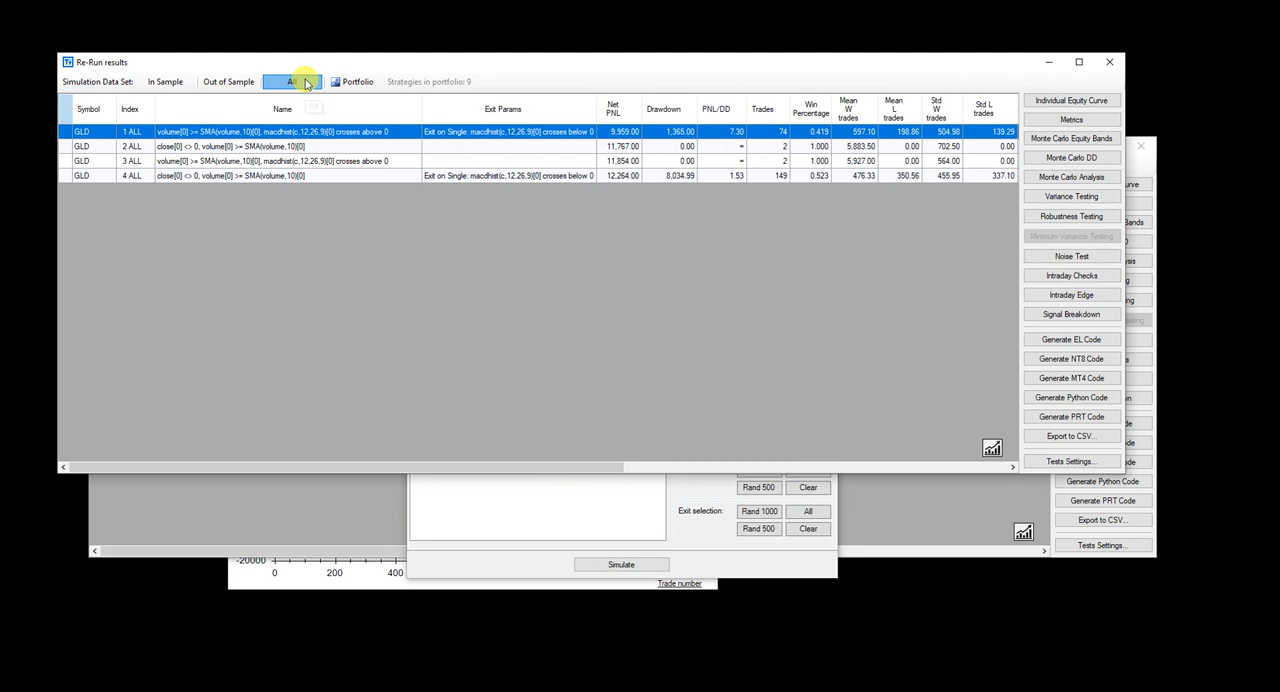 Re-Run results
Simulation Data Set: In Sample Out of Sample All Portfolio Strategies in portfolio: 9
Symbol Index Name Exit Params Net PNL Drawdown PNL/DD Trades Win Percentage Mean W trades Mean L trades Std W trades Std L trades
GLD 1 ALL volume[0] >= SMA(volume,10)[0], macdhist(c,12,26,9)[0] crosses above 0 Exit on Single: macdhist(c,12,26,9)[0] crosses below 0 9,959.00 1,365.00 7.30 74 0.419 597.10 198.86 504.98 139.29
GLD 2 ALL close[0] <> 0, volume[0] >= SMA(volume,10)[0] 11,767.00 0.00 ∞ 2 1.000 5,883.50 0.00 702.50 0.00
GLD 3 ALL volume[0] >= SMA(volume,10)[0], macdhist(c,12,26,9)[0] crosses above 0 11,854.00 0.00 ∞ 2 1.000 5,927.00 0.00 564.00 0.00
GLD 4 ALL close[0] <> 0, volume[0] >= SMA(volume,10)[0] Exit on Single: macdhist(c,12,26,9)[0] crosses below 0 12,264.00 8,034.99 1.53 149 0.523 476.33 350.56 455.95 337.10
Individual Equity Curve
Metrics
Monte Carlo Equity Bands
Monte Carlo DD
Monte Carlo Analysis
Variance Testing
Robustness Testing
Minimum Variance Testing
Noise Test
Intraday Checks
Intraday Edge
Signal Breakdown
Generate EL Code
Generate NT8 Code
Generate MT4 Code
Generate Python Code
Generate PRT Code
Export to CSV...
Tests Settings...
Rand 500 Clear
Exit selection: Rand 1000 All
Rand 500 Clear
Simulate
Generate Python Code
Generate PRT Code
Export to CSV...
Tests Settings...
-20000
0 200 400
Trade number